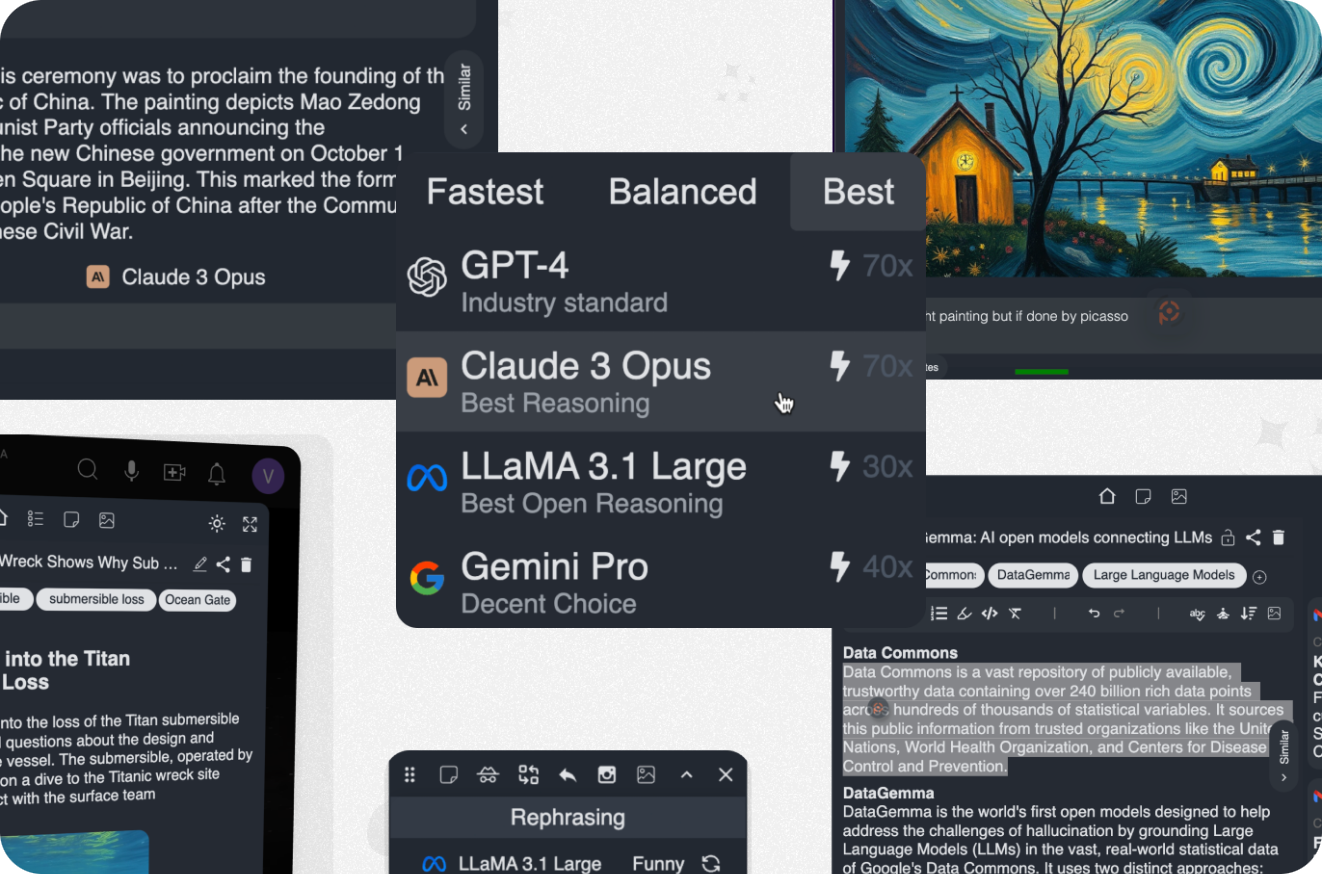 is ceremony was to proclaim the founding of th
c of China. The painting depicts Mao Zedong
unist Party officials announcing the
he new Chinese government on October 1
en Square in Beijing. This marked the form
ople's Republic of China after the Commu
nese Civil War.
Similar
Claude 3 Opus
Fastest
Balanced
Best
GPT-4
70x
Industry standard
Claude 3 Opus
70x
Best Reasoning
LLaMA 3.1 Large
30x
Best Open Reasoning
Gemini Pro
40x
Decent Choice
nt painting but if done by picasso
tes
A
V
Wreck Shows Why Sub ...
ible
submersible loss
Ocean Gate
into the Titan
Loss
nto the loss of the Titan submersible
l questions about the design and
e vessel. The submersible, operated by
on a dive to the Titanic wreck site
ct with the surface team
Rephrasing
LLaMA 3.1 Large
Funny
Gemma: AI open models connecting LLMs
Common:
DataGemma
Large Language Models
abc
Data Commons
Data Commons is a vast repository of publicly available,
trustworthy data containing over 240 billion rich data points
across hundreds of thousands of statistical variables. It sources
this public information from trusted organizations like the Unite
Nations, World Health Organization, and Centers for Disease
Control and Prevention.
Similar
DataGemma
DataGemma is the world's first open models designed to help
address the challenges of hallucination by grounding Large
Language Models (LLMs) in the vast, real-world statistical data
of Google's Data Commons. It uses two distinct approaches: